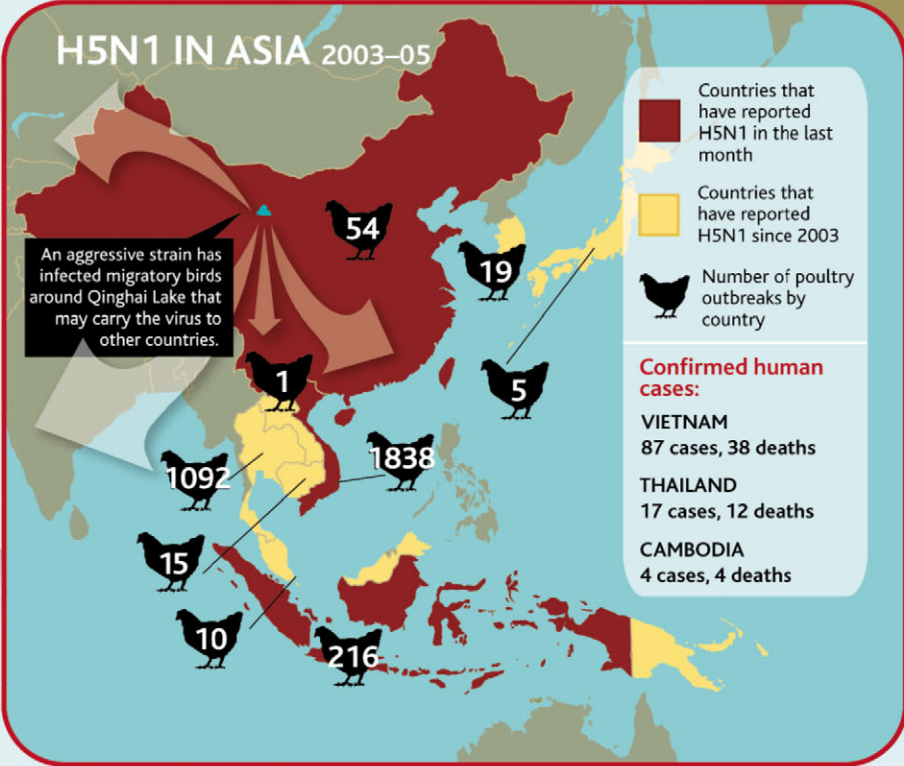 H5N1 IN ASIA 2003–05
Countries that
have reported
H5N1 in the last
month
Countries that
have reported
H5N1 since 2003
Number of poultry
outbreaks by
country
Confirmed human
cases:
VIETNAM
87 cases, 38 deaths
THAILAND
17 cases, 12 deaths
CAMBODIA
4 cases, 4 deaths
An aggressive strain has
infected migratory birds
around Qinghai Lake that
may carry the virus to
other countries.
54
19
5
1
1092
1838
15
10
216